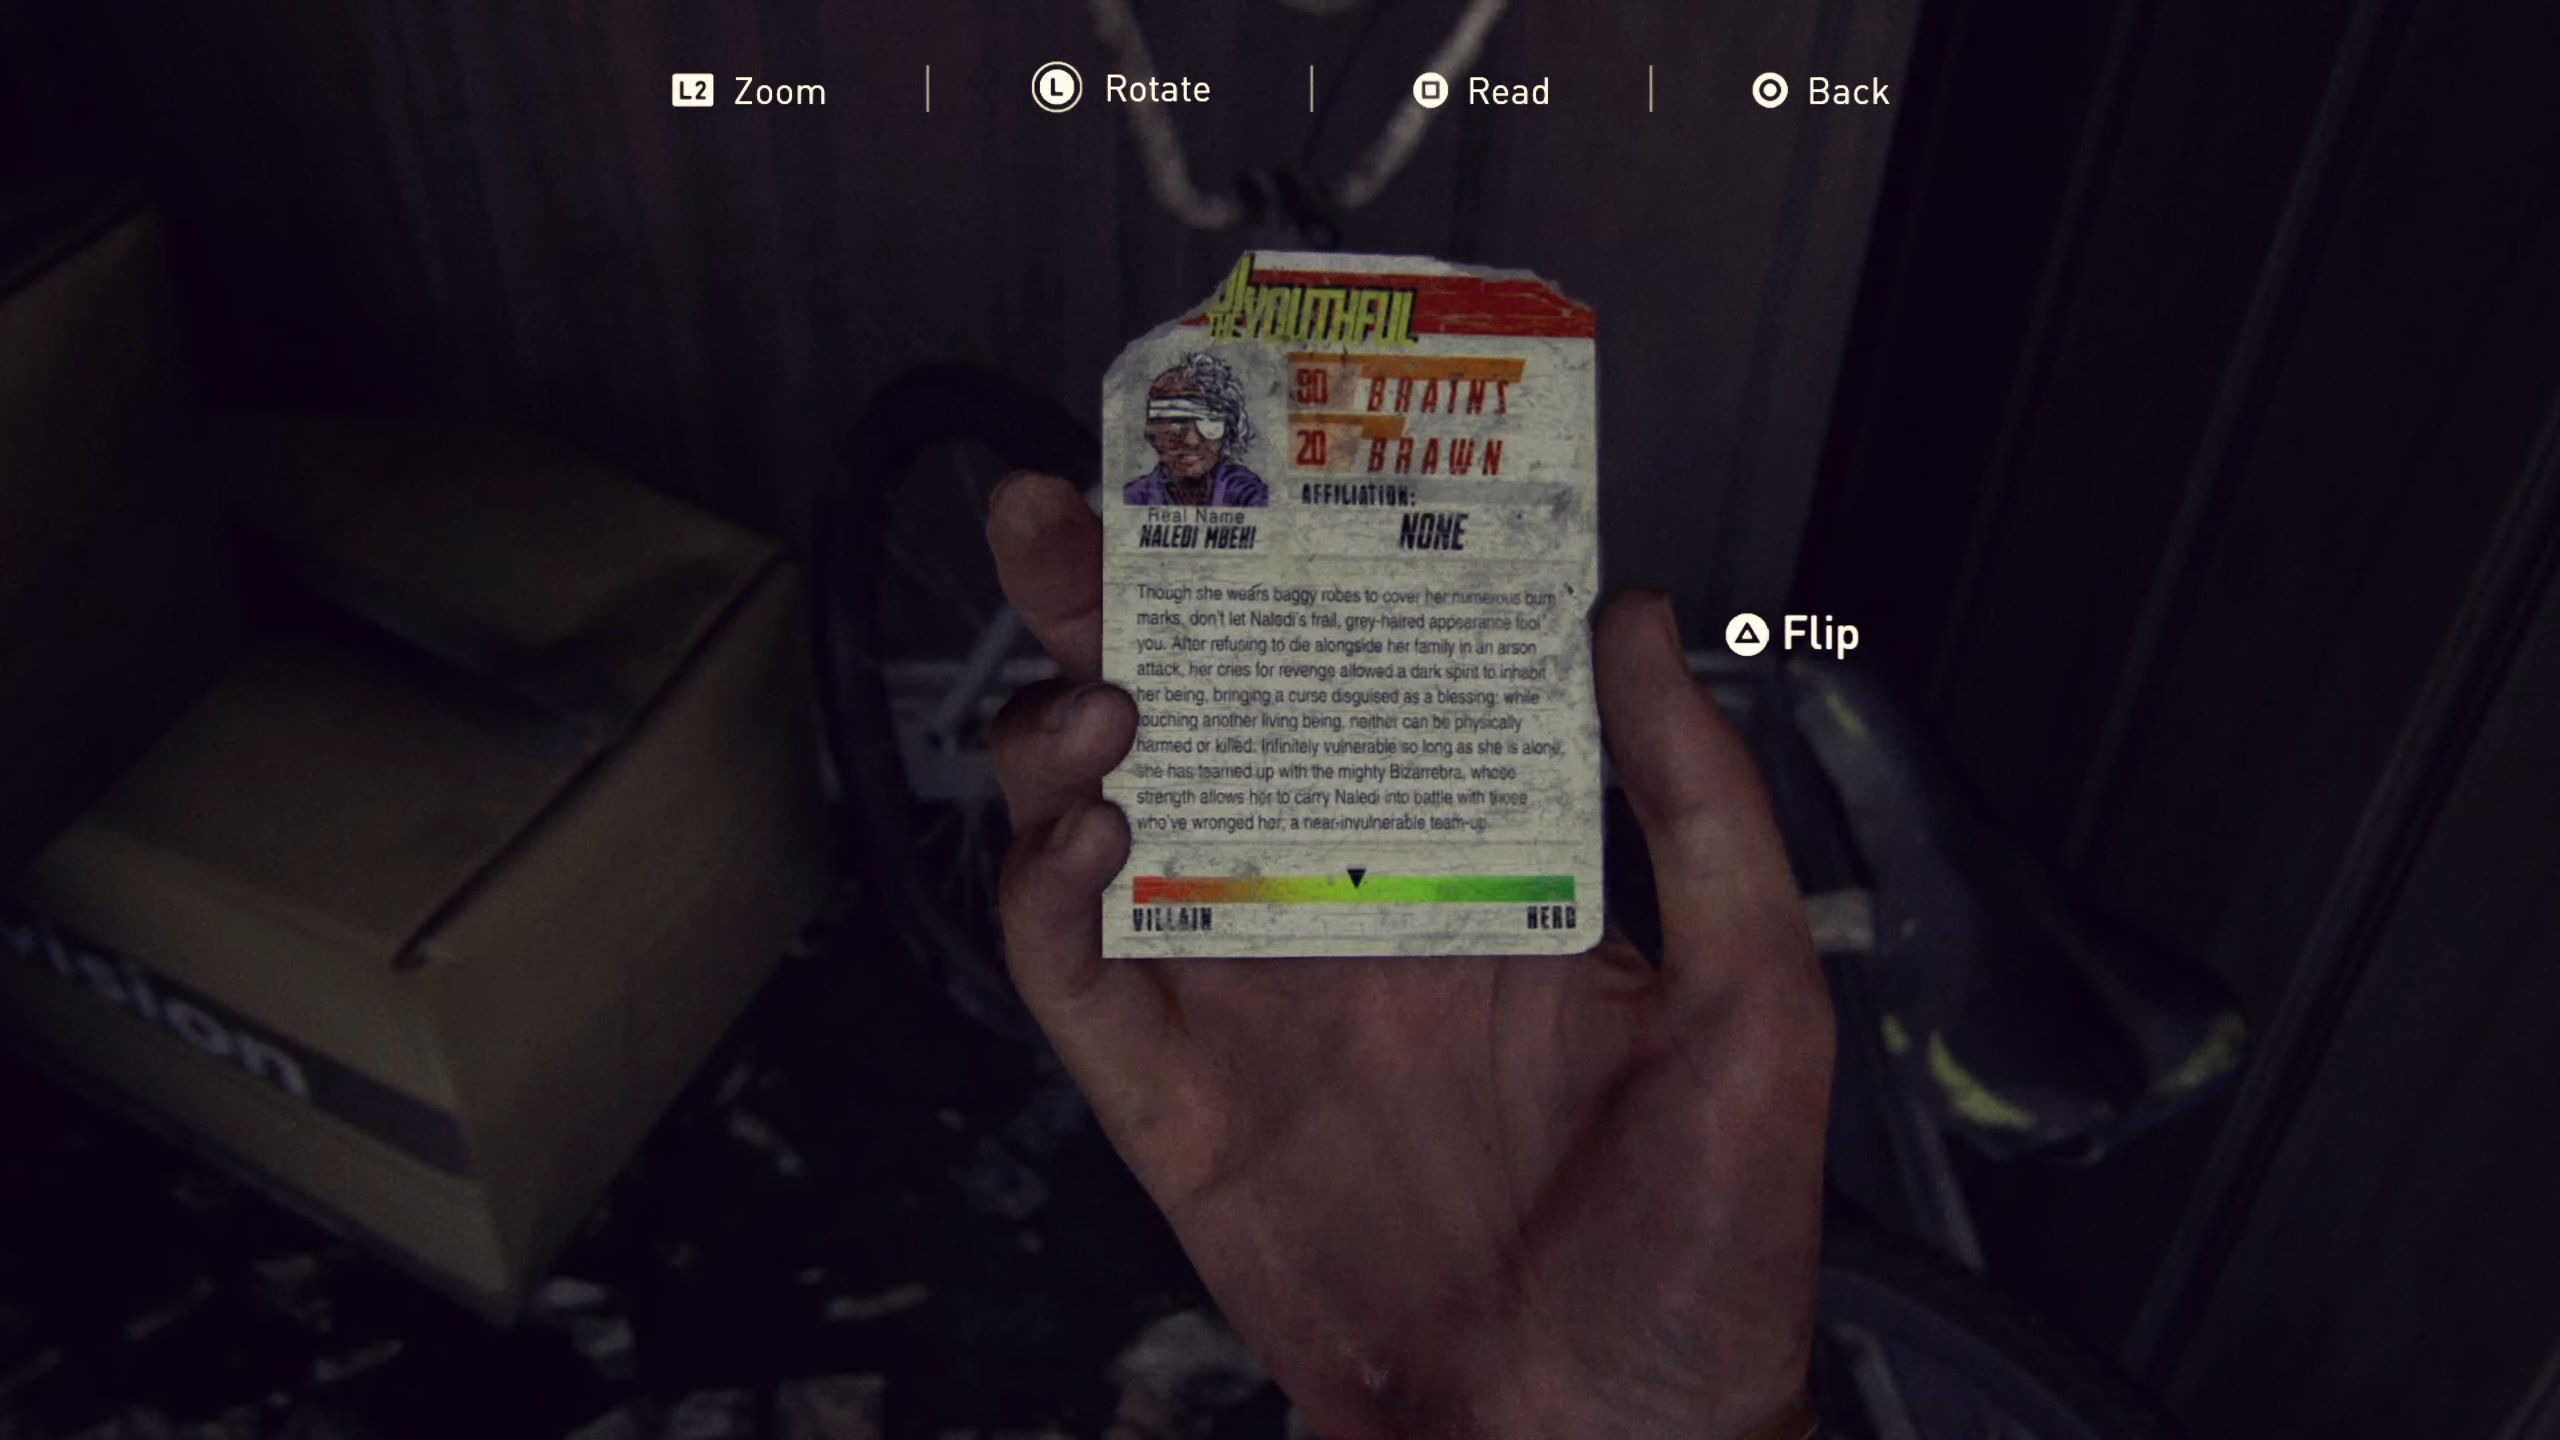 L2 Zoom | L Rotate | Read | Back
THE YOUTHFUL
90 BRAINS
20 BRAWN
AFFILIATION:
NONE
Real Name
NALEDI MBEKI
Though she wears baggy robes to cover her numerous burn
marks, don't let Naledi's frail, grey-haired appearance fool
you. After refusing to die alongside her family in an arson
attack, her cries for revenge allowed a dark spirit to inhabit
her being, bringing a curse disguised as a blessing: while
touching another living being, neither can be physically
harmed or killed. Infinitely vulnerable so long as she is alone,
she has teamed up with the mighty Bizarrebra, whose
strength allows her to carry Naledi into battle with those
who've wronged her, a near-invulnerable team-up.
VILLAIN HERO
Flip